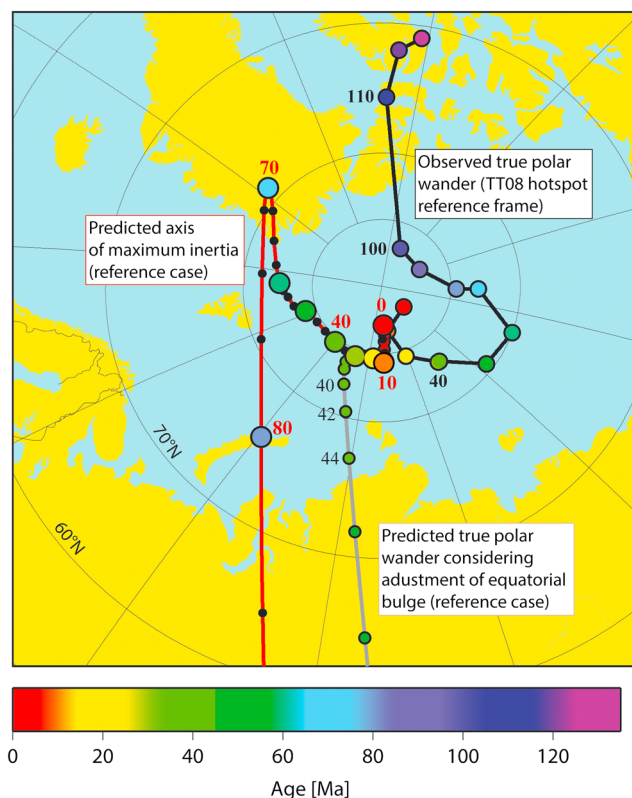 110
Observed true polar
wander (TT08 hotspot
reference frame)
70
Predicted axis
of maximum inertia
(reference case)
100
0
40
10
40
40
42
80
44
70°N
60°N
Predicted true polar
wander considering
adustment of equatorial
bulge (reference case)
0 20 40 60 80 100 120
Age [Ma]